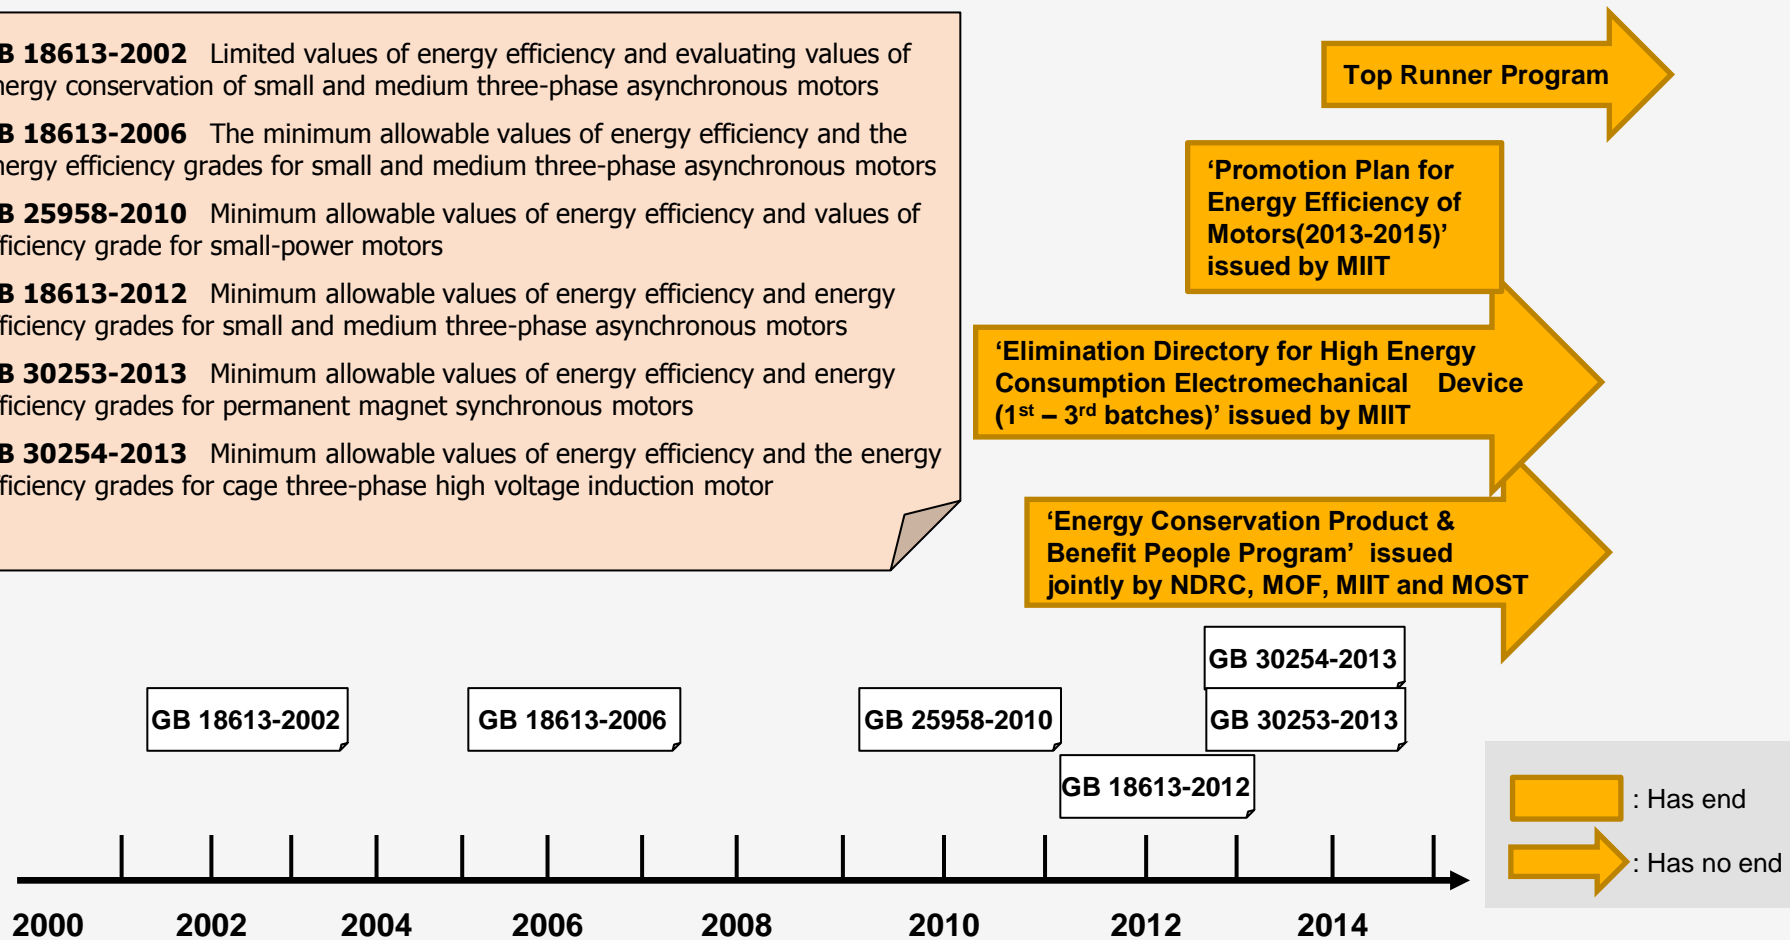 B 18613-2002 Limited values of energy efficiency and evaluating values of
nergy conservation of small and medium three-phase asynchronous motors
B 18613-2006 The minimum allowable values of energy efficiency and the
nergy efficiency grades for small and medium three-phase asynchronous motors
B 25958-2010 Minimum allowable values of energy efficiency and values of
fficiency grade for small-power motors
B 18613-2012 Minimum allowable values of energy efficiency and energy
fficiency grades for small and medium three-phase asynchronous motors
B 30253-2013 Minimum allowable values of energy efficiency and energy
fficiency grades for permanent magnet synchronous motors
B 30254-2013 Minimum allowable values of energy efficiency and the energy
fficiency grades for cage three-phase high voltage induction motor
Top Runner Program
‘Promotion Plan for
Energy Efficiency of
Motors(2013-2015)’
issued by MIIT
‘Elimination Directory for High Energy
Consumption Electromechanical Device
(1st – 3rd batches)’ issued by MIIT
‘Energy Conservation Product &
Benefit People Program’ issued
jointly by NDRC, MOF, MIIT and MOST
GB 30254-2013
GB 18613-2002
GB 18613-2006
GB 25958-2010
GB 30253-2013
GB 18613-2012
: Has end
: Has no end
2000 2002 2004 2006 2008 2010 2012 2014